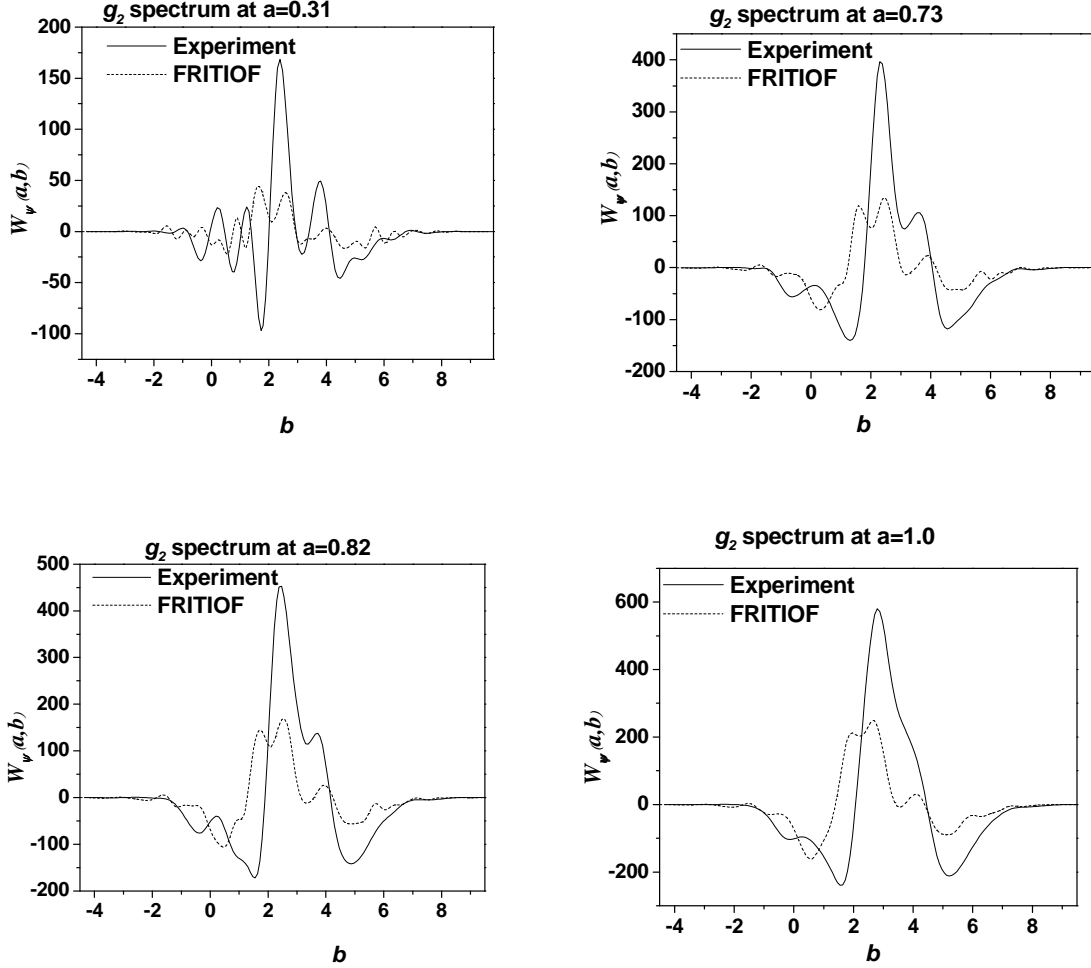 g2 spectrum at a=0.31
Experiment
FRITIOF
200
150
100
50
0
-50
-100
Wψ(a,b)
-4 -2 0 2 4 6 8
b
g2 spectrum at a=0.73
Experiment
FRITIOF
400
300
200
100
0
-100
-200
Wψ(a,b)
-4 -2 0 2 4 6 8
b
g2 spectrum at a=0.82
Experiment
FRITIOF
500
400
300
200
100
0
-100
-200
Wψ(a,b)
-4 -2 0 2 4 6 8
b
g2 spectrum at a=1.0
Experiment
FRITIOF
600
400
200
0
-200
Wψ(a,b)
-4 -2 0 2 4 6 8
b